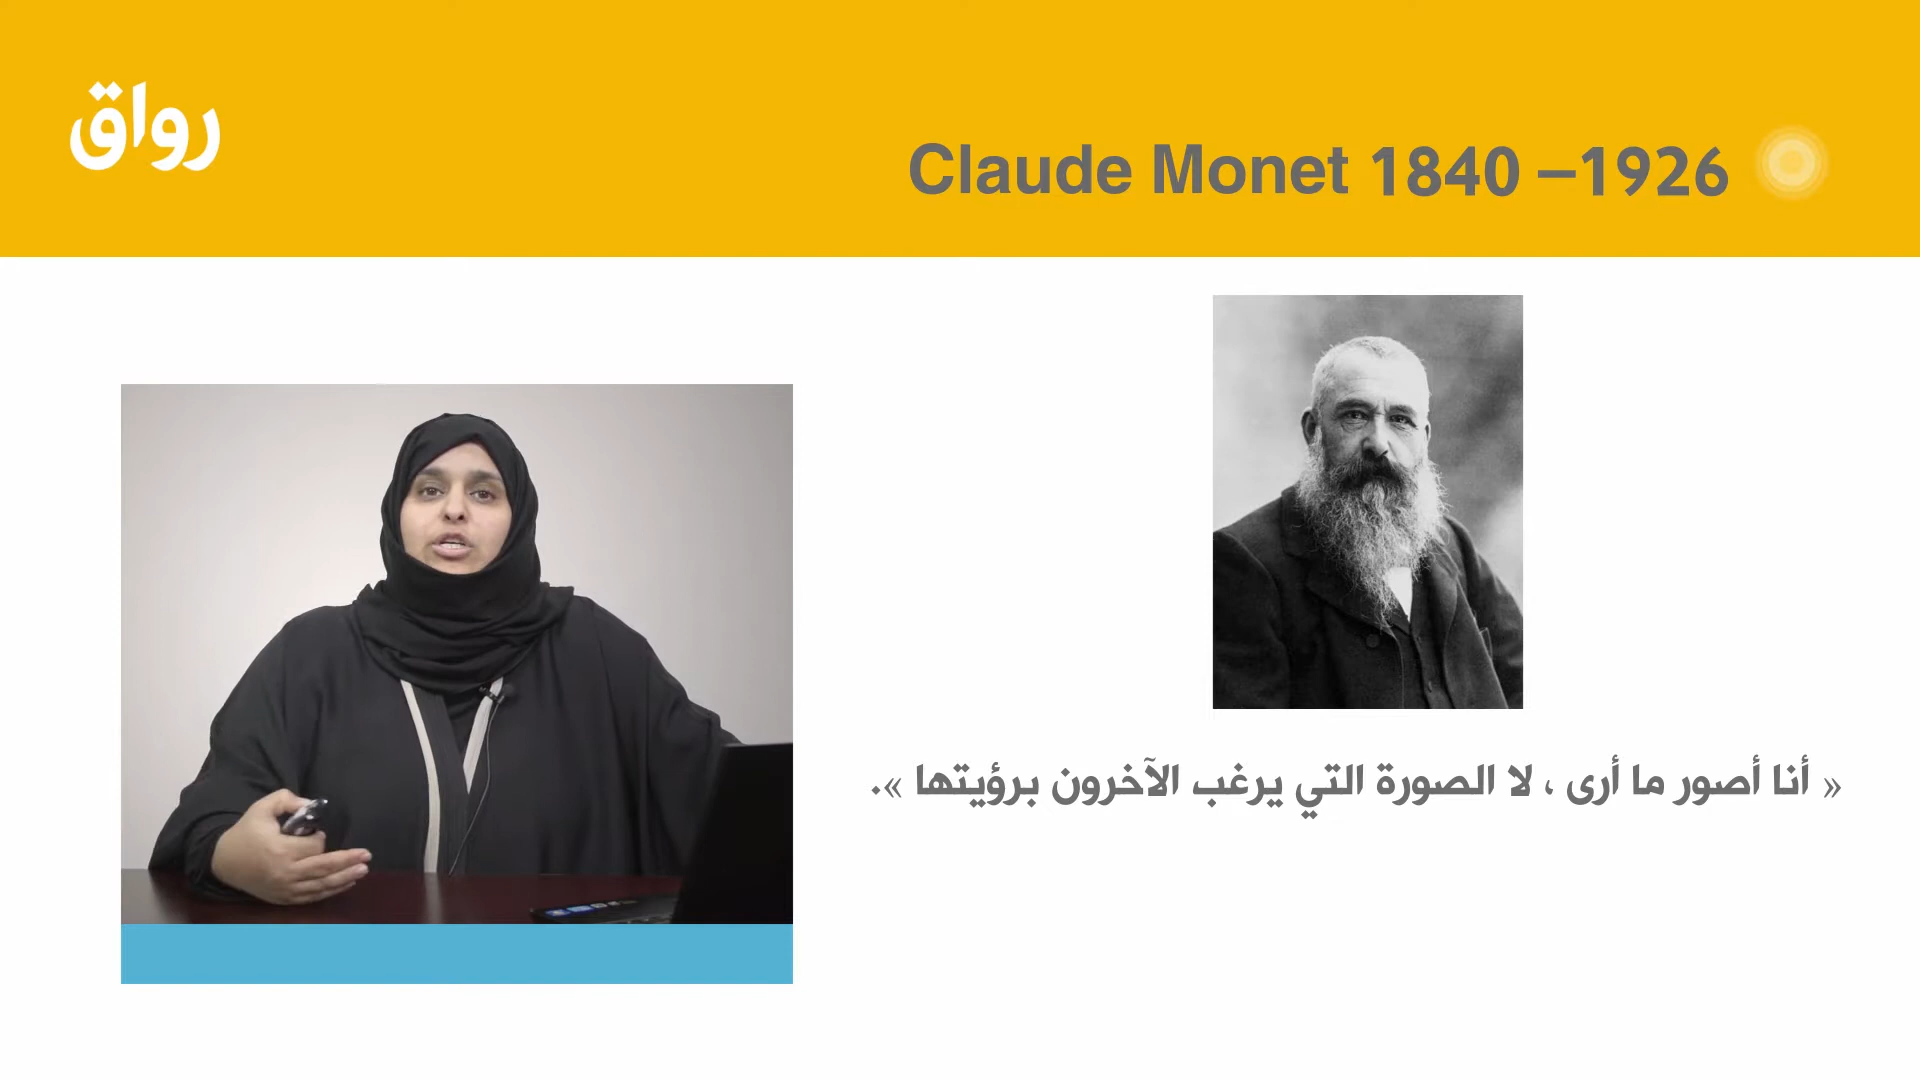 رواق
Claude Monet 1840 –1926
« أنا أصور ما أرى ، لا الصورة التي يرغب الآخرون برؤيتها ».